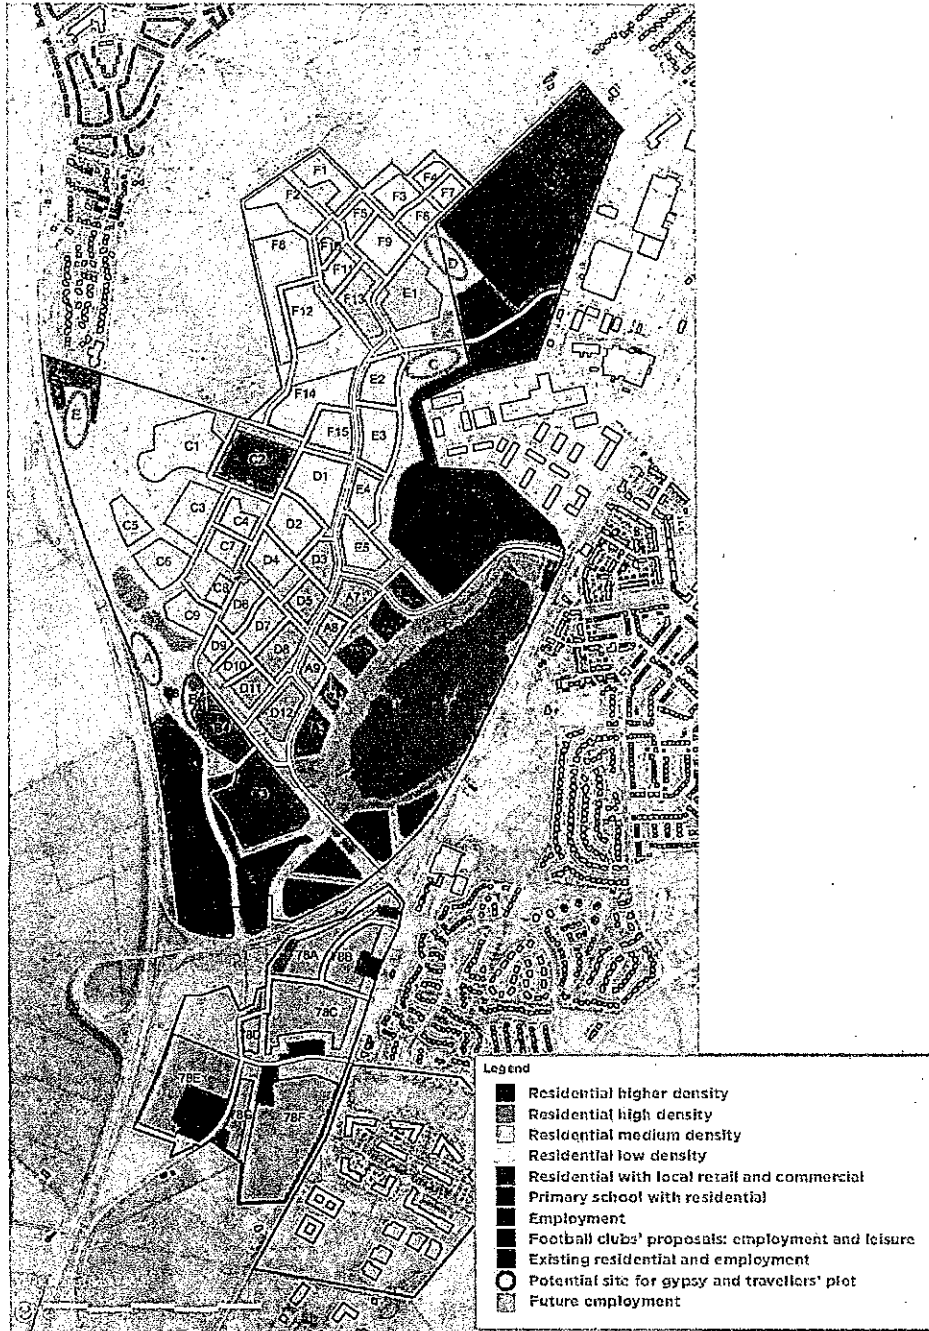 F1
F4
F2
F3
F7
F5
F6
F10
F8
F9
D
F11
E1
F13
F12
C
E2
F14
E
F15
E3
C1
C2
D1
E4
C3
C5
C4
D2
C7
E5
D4
D3
C6
C8
A7
D6
D5
C9
D7
A8
D9
D8
A
D10
A9
D11
D12
78A
78B
78C
78D
78E
78G
78F
Legend
Residential higher density
Residential high density
Residential medium density
Residential low density
Residential with local retail and commercial
Primary school with residential
Employment
Football clubs' proposals: employment and leisure
Existing residential and employment
Potential site for gypsy and travellers' plot
Future employment